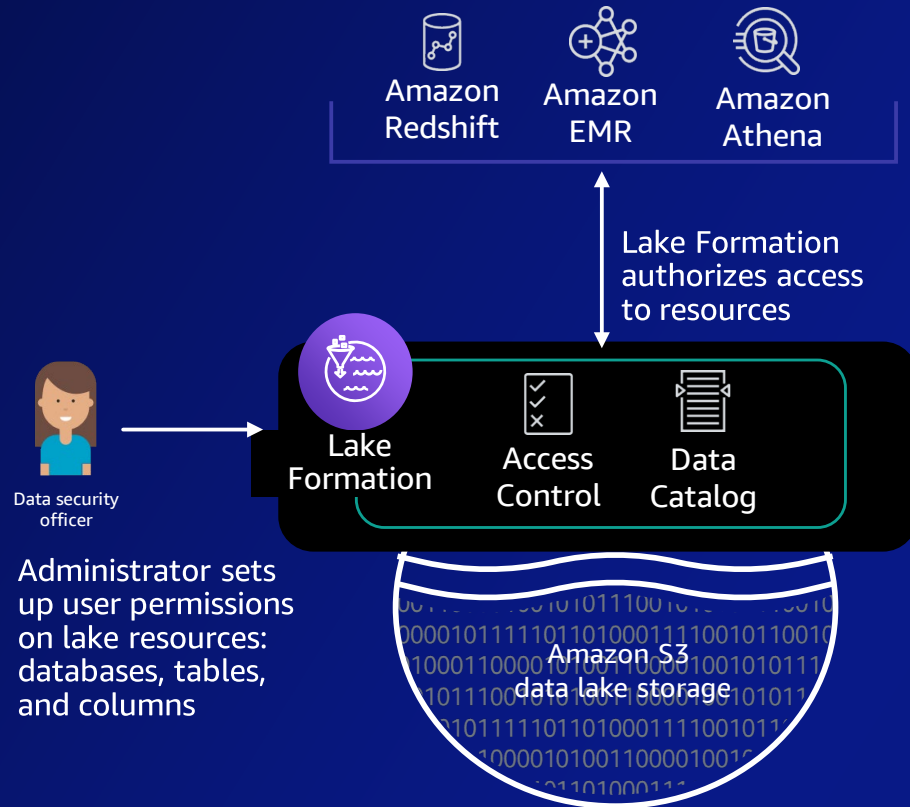 Amazon
Redshift
Amazon
EMR
Amazon
Athena
Lake Formation
authorizes access
to resources
Lake
Formation
Access
Control
Data
Catalog
Data security
officer
Administrator sets
up user permissions
on lake resources:
databases, tables,
and columns
Amazon S3
data lake storage